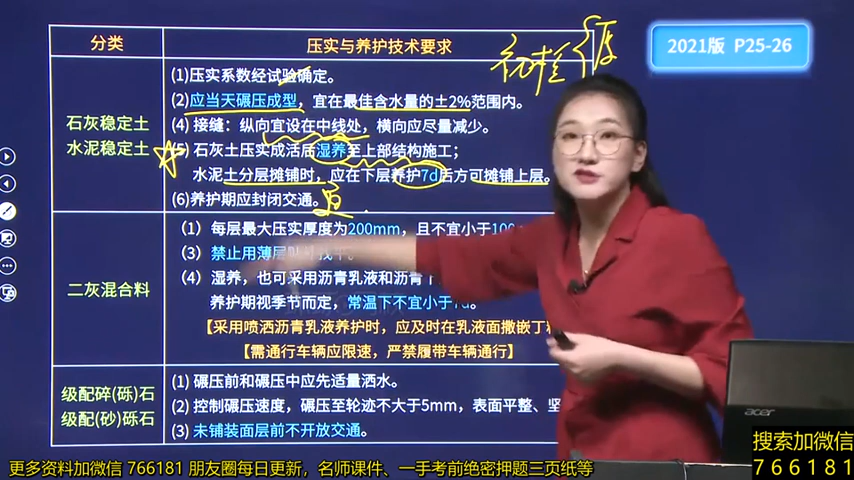 2021版 P25-26
分类 压实与养护技术要求
石灰稳定土
水泥稳定土
(1)压实系数经试验确定。
(2)应当天碾压成型，宜在最佳含水量的±2%范围内。
(4) 接缝：纵向宜设在中线处，横向应尽量减少。
5) 石灰土压实成活后湿养至上部结构施工；
水泥土分层摊铺时，应在下层养护7d后方可摊铺上层。
(6)养护期应封闭交通。
二灰混合料
（1）每层最大压实厚度为200mm，且不宜小于100
（3）禁止用薄层
（4）湿养，也可采用沥青乳液和沥青下
养护期视季节而定，常温下不宜小于7d。
【采用喷洒沥青乳液养护时，应及时在乳液面撒嵌丁
【需通行车辆应限速，严禁履带车辆通行】
级配碎(砾)石
级配(砂)砾石
(1) 碾压前和碾压中应先适量洒水。
(2) 控制碾压速度，碾压至轮迹不大于5mm，表面平整、坚
(3) 未铺装面层前不开放交通。
acer
搜索加微信
766181
更多资料加微信 766181 朋友圈每日更新，名师课件、一手考前绝密押题三页纸等